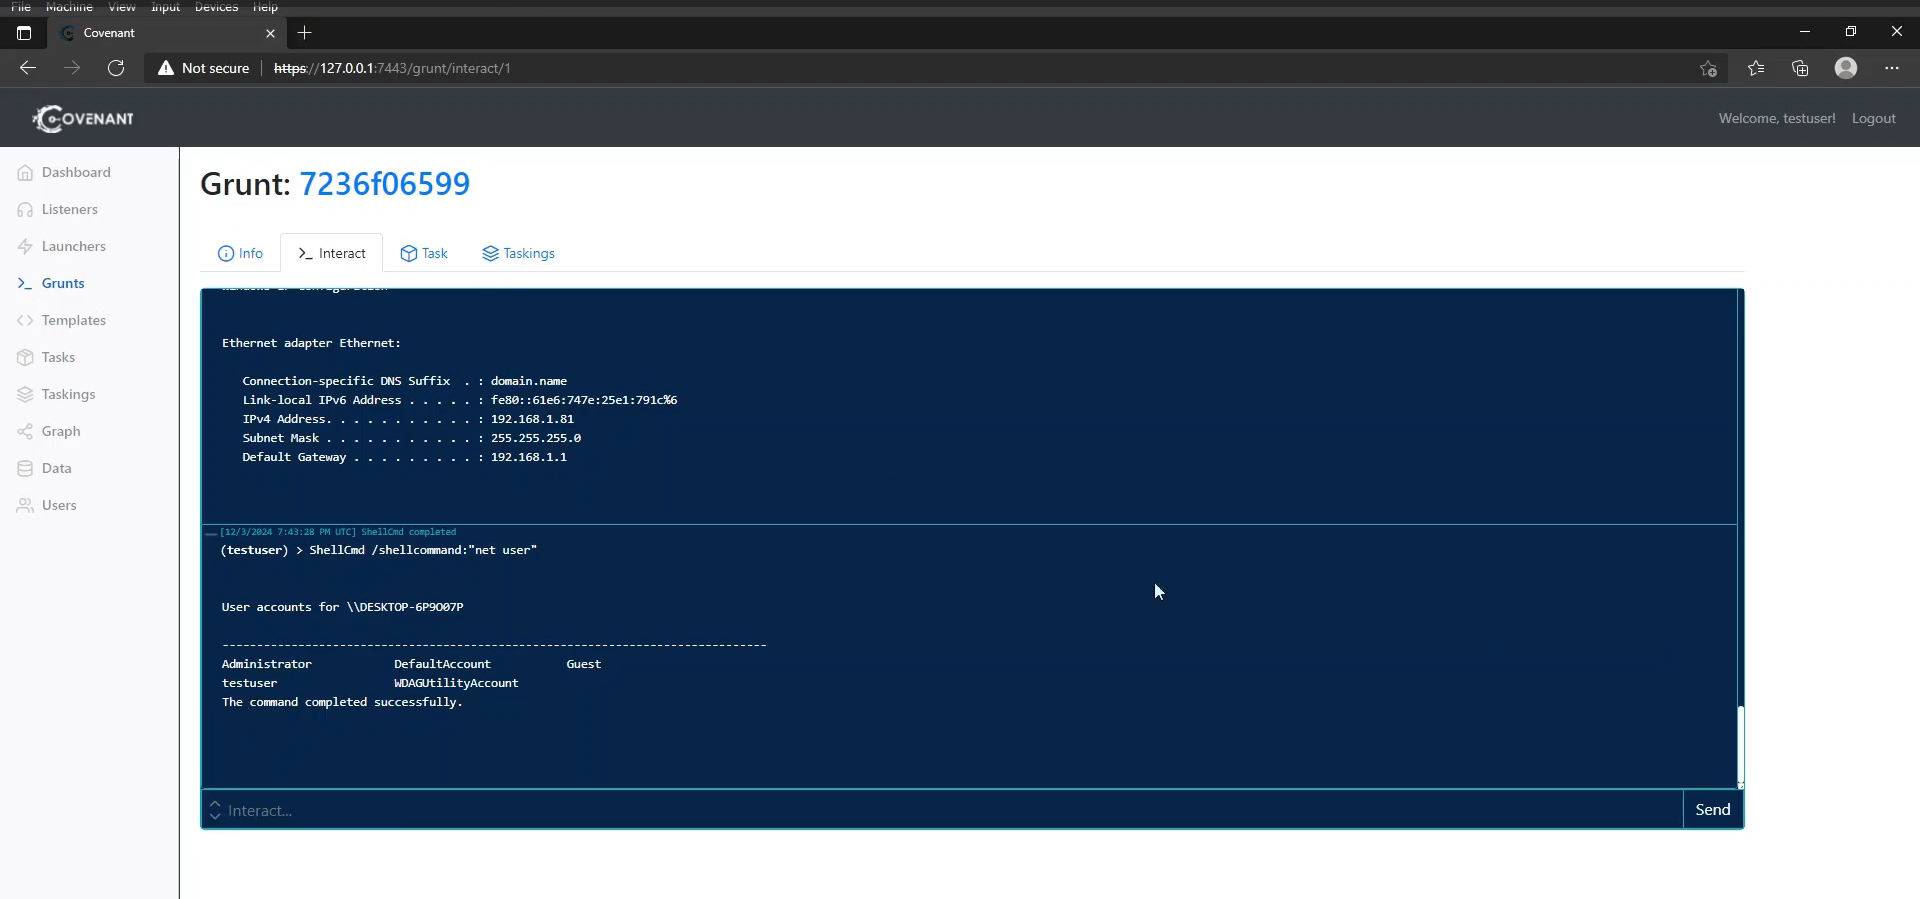 File Machine View Input Devices Help
Covenant
Not secure https://127.0.0.1:7443/grunt/interact/1
COVENANT
Welcome, testuser! Logout
Dashboard
Listeners
Launchers
Grunts
Templates
Tasks
Taskings
Graph
Data
Users
Grunt: 7236f06599
Info Interact Task Taskings
Windows IP Configuration
Ethernet adapter Ethernet:
Connection-specific DNS Suffix . : domain.name
Link-local IPv6 Address . . . . . : fe80::61e6:747e:25e1:791c%6
IPv4 Address. . . . . . . . . . . : 192.168.1.81
Subnet Mask . . . . . . . . . . . : 255.255.255.0
Default Gateway . . . . . . . . . : 192.168.1.1
[12/3/2024 7:43:28 PM UTC] ShellCmd completed
(testuser) > ShellCmd /shellcommand:"net user"
User accounts for \\DESKTOP-6P9O07P
-------------------------------------------------------------------------------
Administrator DefaultAccount Guest
testuser WDAGUtilityAccount
The command completed successfully.
Interact...
Send